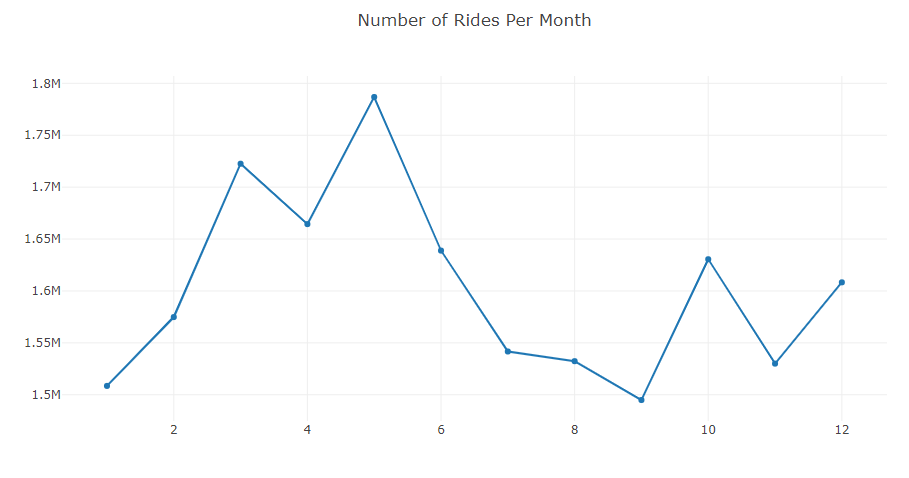 Number of Rides Per Month
1.8M
1.75M
1.7M
1.65M
1.6M
1.55M
1.5M
2 4 6 8 10 12